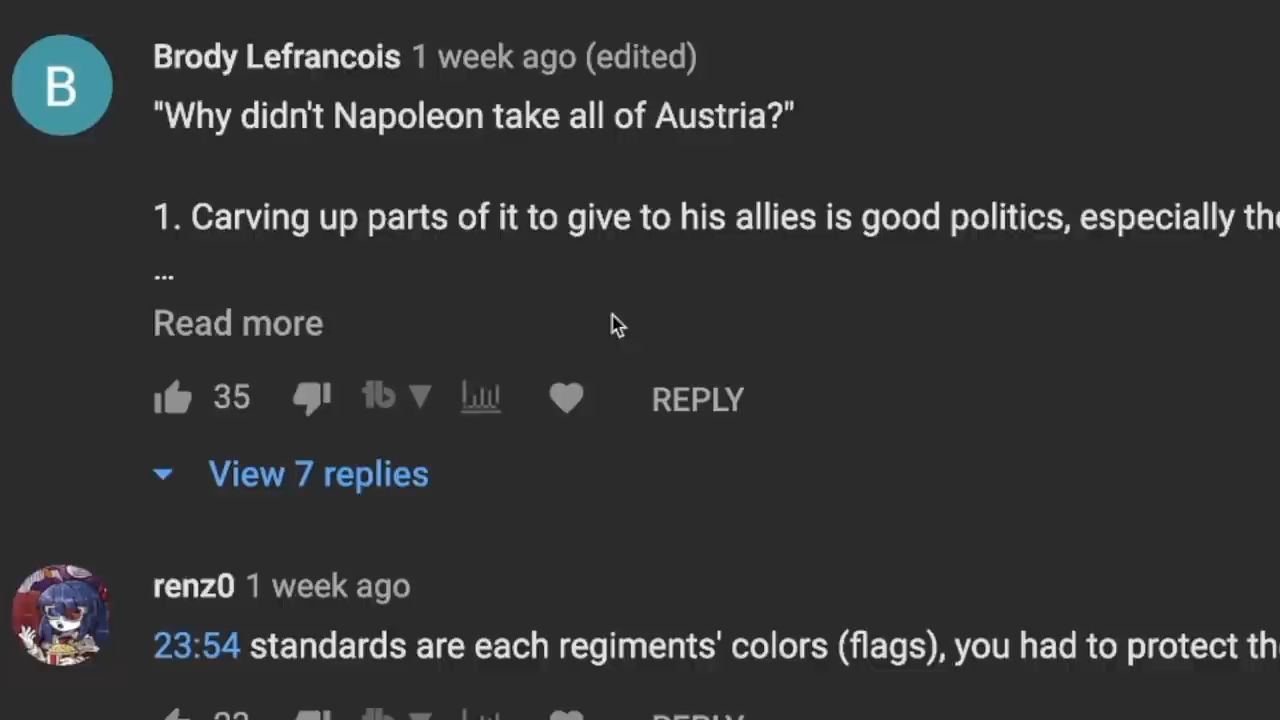 B
Brody Lefrancois 1 week ago (edited)
"Why didn't Napoleon take all of Austria?"
1. Carving up parts of it to give to his allies is good politics, especially
...
Read more
35 REPLY
View 7 replies
renz0 1 week ago
23:54 standards are each regiments' colors (flags), you had to protect